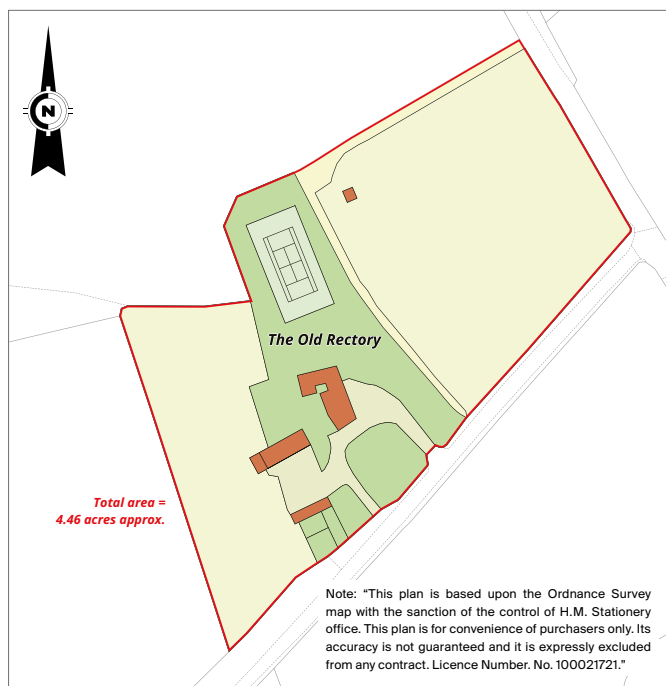 N
The Old Rectory
Total area =
4.46 acres approx.
Note: “This plan is based upon the Ordnance Survey
map with the sanction of the control of H.M. Stationery
office. This plan is for convenience of purchasers only. Its
accuracy is not guaranteed and it is expressly excluded
from any contract. Licence Number. No. 100021721.”